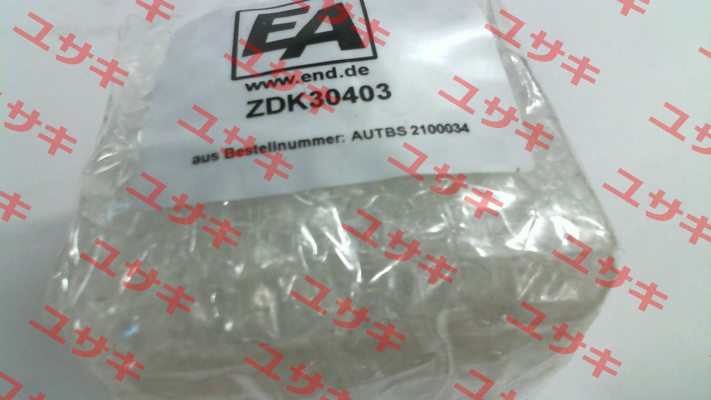 EA
www.end.de
ZDK30403
aus Bestellnummer: AUTBS 2100034
ユサキ